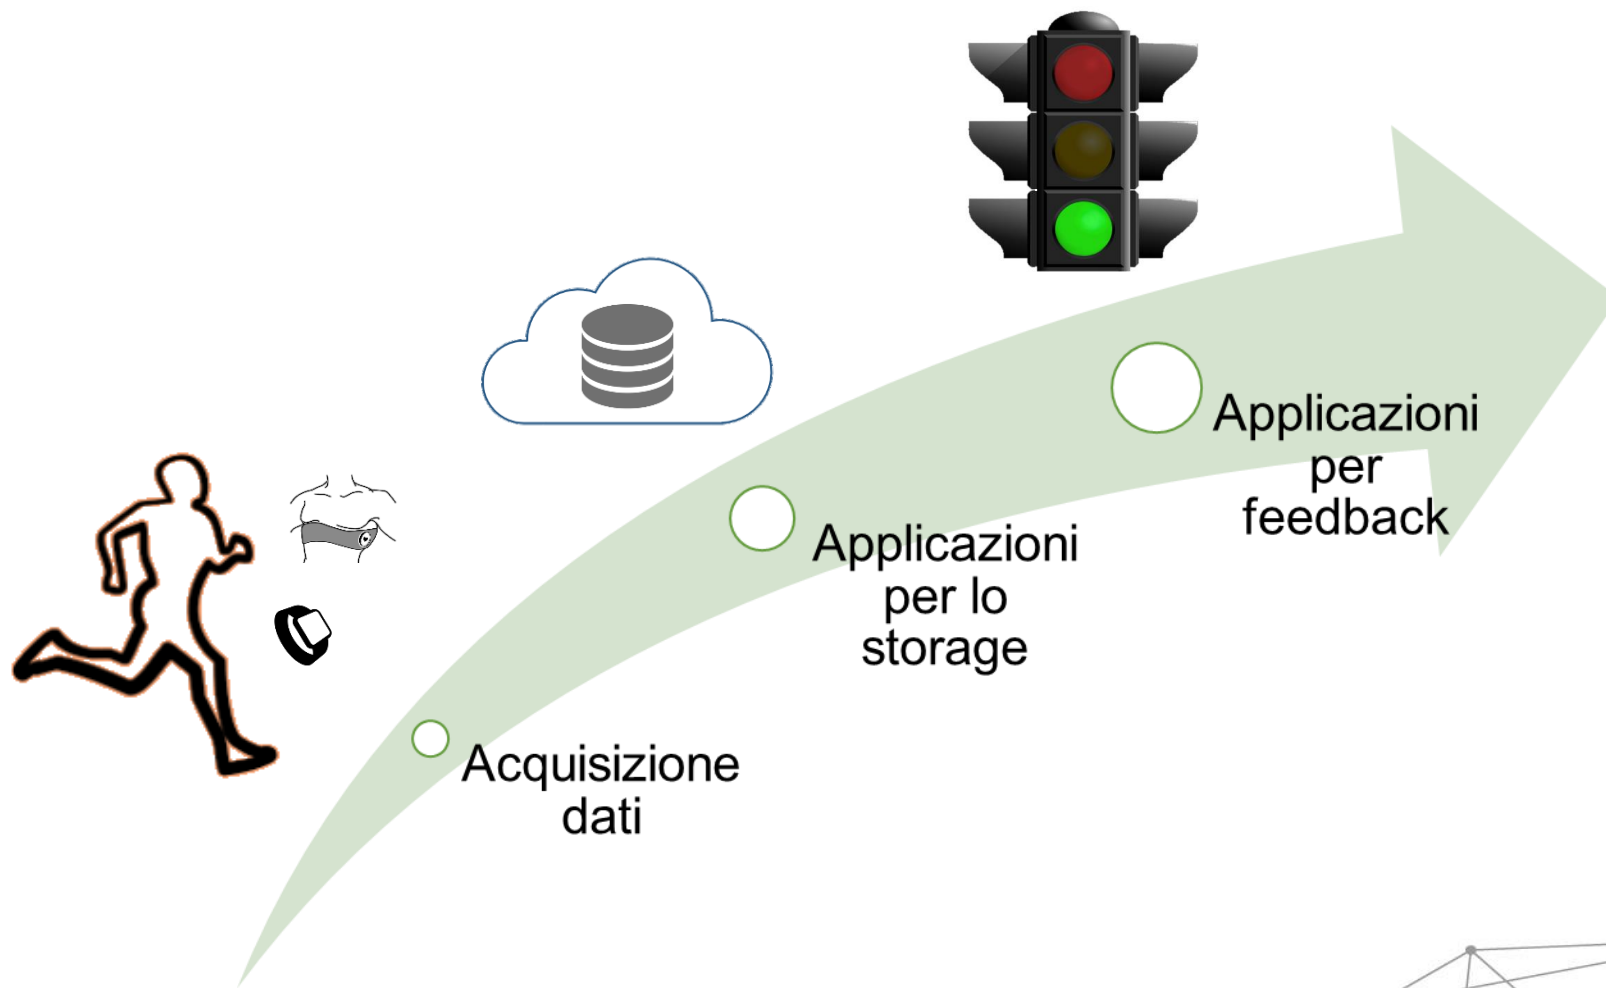 Acquisizione
dati
Applicazioni
per lo
storage
Applicazioni
per
feedback